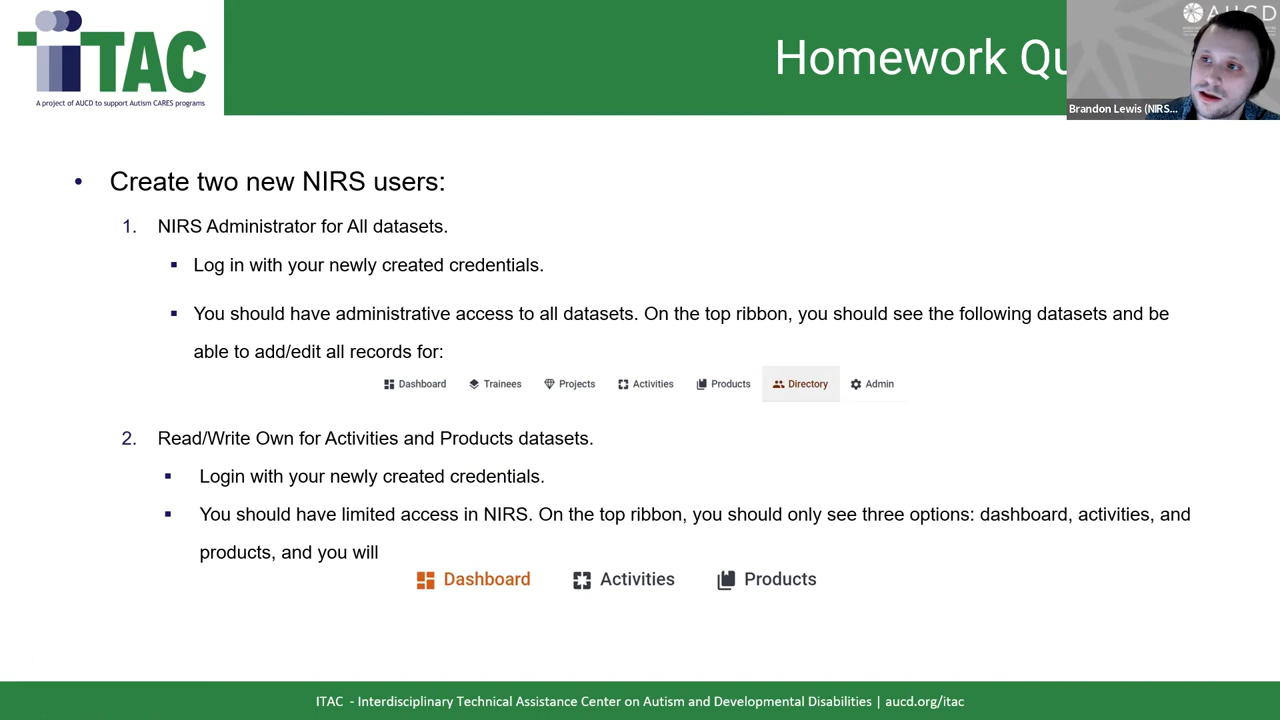 iTAC
A project of AUCD to support Autism CARES programs
Homework Qu
AUCD
Brandon Lewis (NIRS...
• Create two new NIRS users:
1. NIRS Administrator for All datasets.
▪ Log in with your newly created credentials.
▪ You should have administrative access to all datasets. On the top ribbon, you should see the following datasets and be
able to add/edit all records for:
Dashboard Trainees Projects Activities Products Directory Admin
2. Read/Write Own for Activities and Products datasets.
▪ Login with your newly created credentials.
▪ You should have limited access in NIRS. On the top ribbon, you should only see three options: dashboard, activities, and
products, and you will
Dashboard Activities Products
ITAC - Interdisciplinary Technical Assistance Center on Autism and Developmental Disabilities | aucd.org/itac